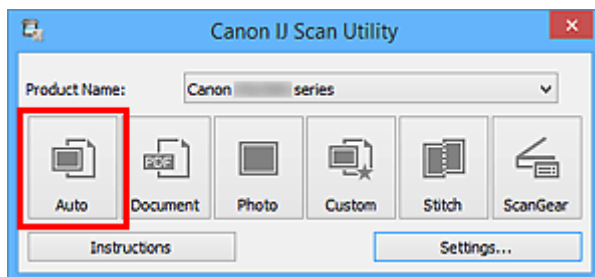 Canon IJ Scan Utility
Product Name: Canon series
PDF
Auto Document Photo Custom Stitch ScanGear
Instructions Settings...